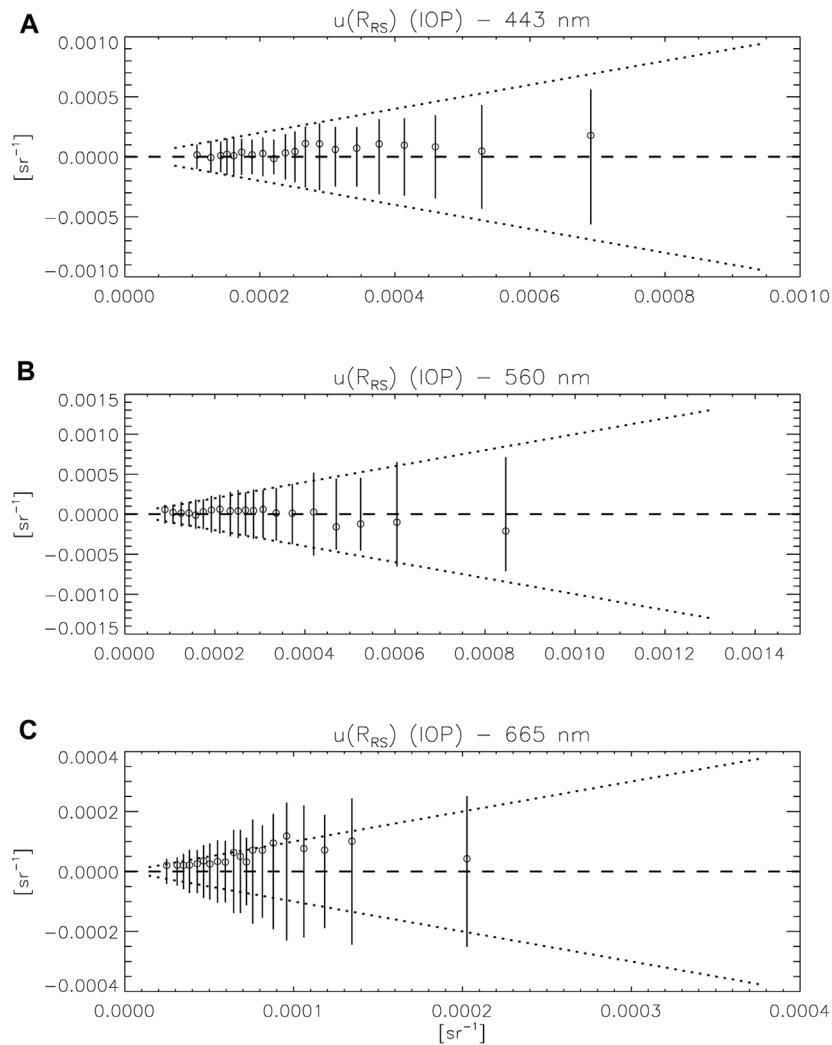 A
u(R_RS) (IOP) − 443 nm
0.0010
0.0005
0.0000
−0.0005
−0.0010
[sr⁻¹]
0.0000 0.0002 0.0004 0.0006 0.0008 0.0010
B
u(R_RS) (IOP) − 560 nm
0.0015
0.0010
0.0005
0.0000
−0.0005
−0.0010
−0.0015
[sr⁻¹]
0.0000 0.0002 0.0004 0.0006 0.0008 0.0010 0.0012 0.0014
C
u(R_RS) (IOP) − 665 nm
0.0004
0.0002
0.0000
−0.0002
−0.0004
[sr⁻¹]
0.0000 0.0001 0.0002 0.0003 0.0004
[sr⁻¹]